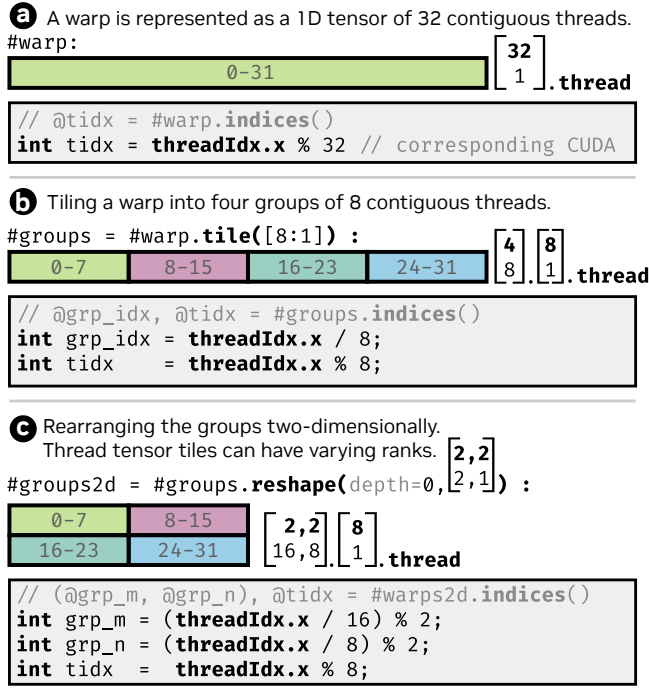 a A warp is represented as a 1D tensor of 32 contiguous threads.
#warp:
0-31
[32
1].thread
// @tidx = #warp.indices()
int tidx = threadIdx.x % 32 // corresponding CUDA
b Tiling a warp into four groups of 8 contiguous threads.
#groups = #warp.tile([8:1]) :
0-7 8-15 16-23 24-31
[4 8
8].[1].thread
// @grp_idx, @tidx = #groups.indices()
int grp_idx = threadIdx.x / 8;
int tidx = threadIdx.x % 8;
c Rearranging the groups two-dimensionally.
Thread tensor tiles can have varying ranks.
#groups2d = #groups.reshape(depth=0,[2,2
2,1]) :
0-7 8-15
16-23 24-31
[2,2 8
16,8].[1].thread
// (@grp_m, @grp_n), @tidx = #warps2d.indices()
int grp_m = (threadIdx.x / 16) % 2;
int grp_n = (threadIdx.x / 8) % 2;
int tidx = threadIdx.x % 8;